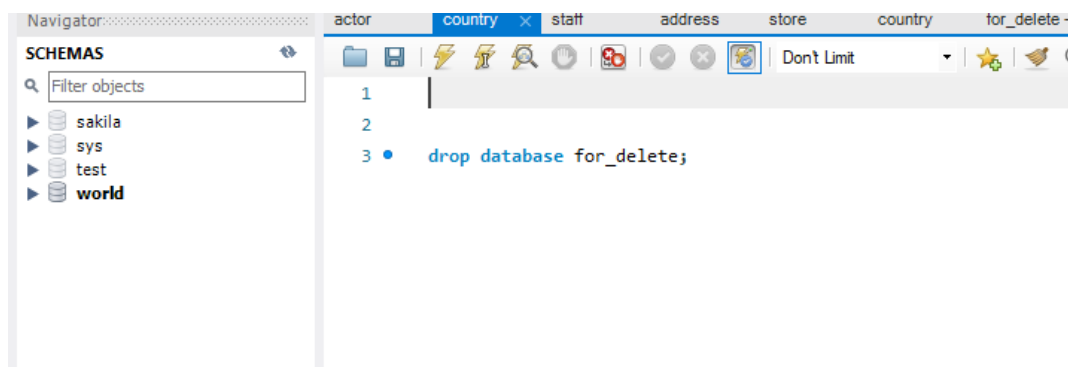 Navigator
SCHEMAS
Filter objects
sakila
sys
test
world
actor country staff address store country for_delete -
Don't Limit
1
2
3 drop database for_delete;